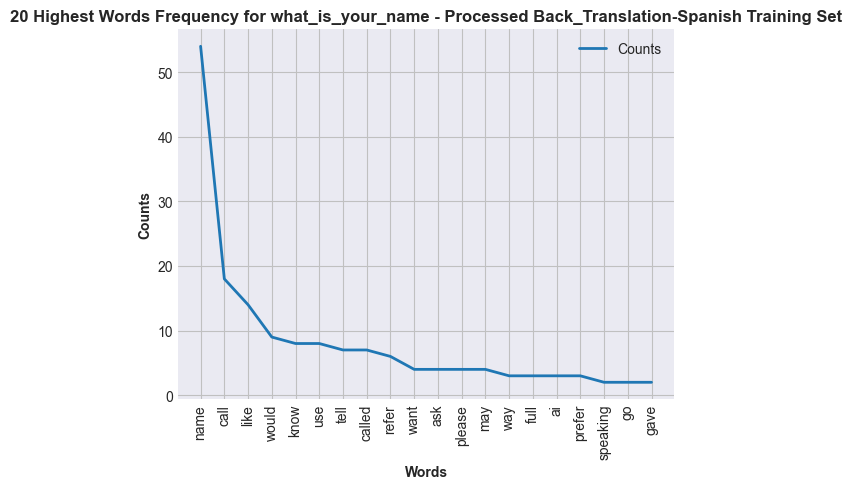 20 Highest Words Frequency for what_is_your_name - Processed Back_Translation-Spanish Training Set
Counts
50
40
30
20
10
0
Counts
name
call
like
would
know
use
tell
called
refer
want
ask
please
may
way
full
ai
prefer
speaking
go
gave
Words